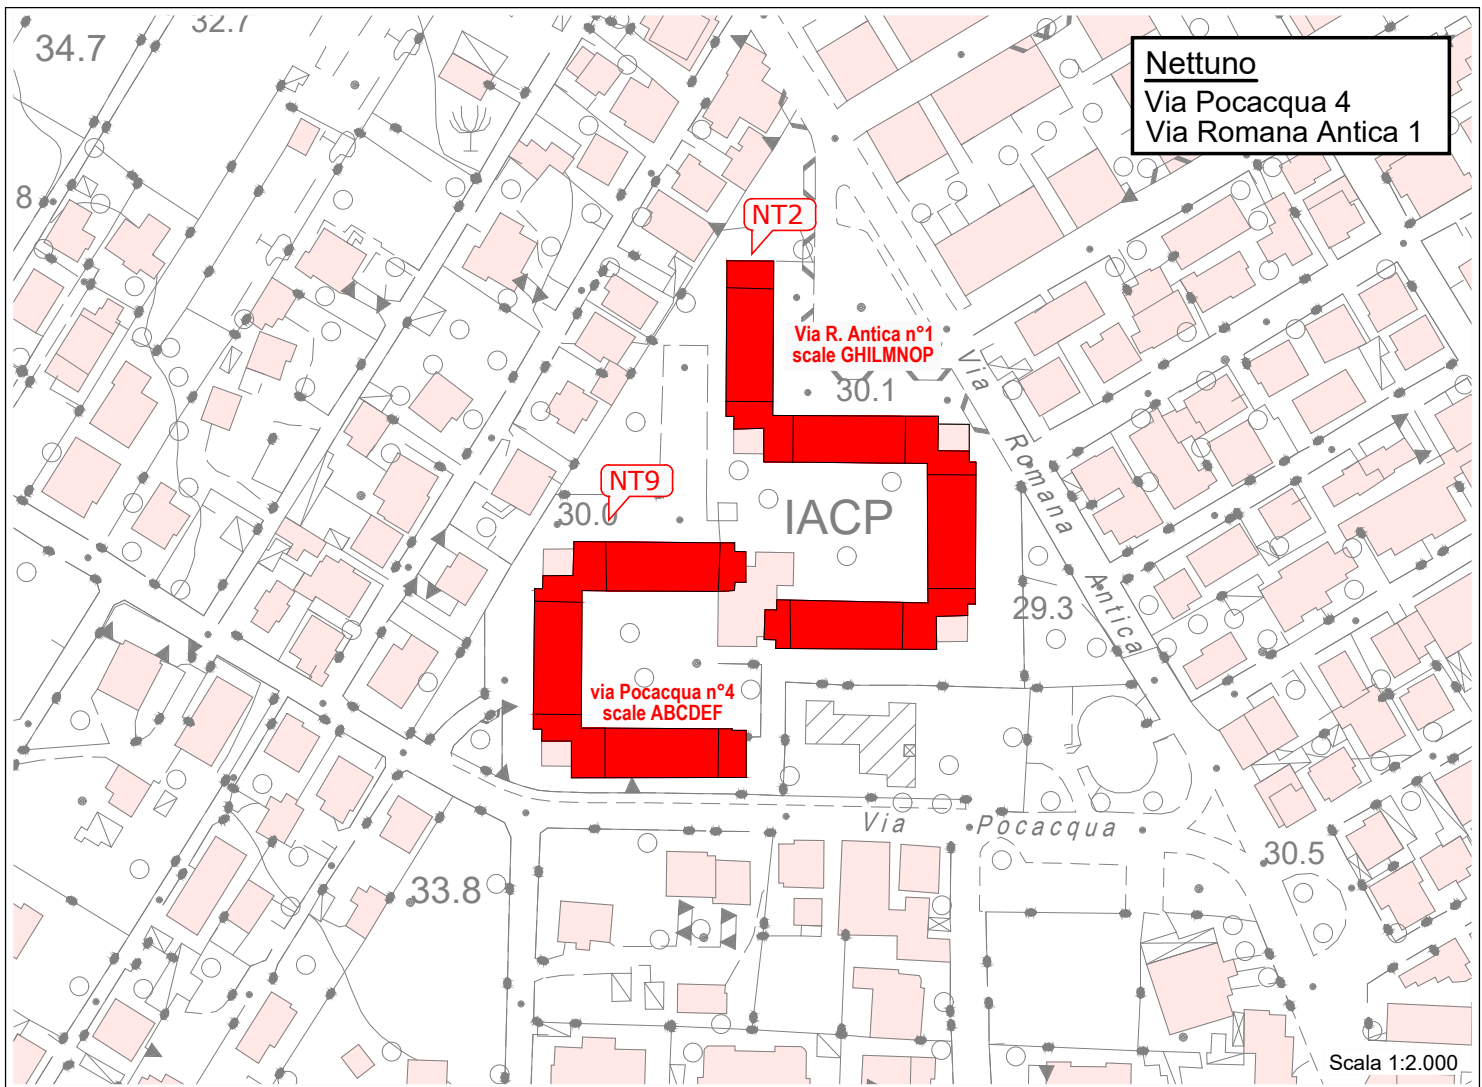 32.7
34.7
Nettuno
Via Pocacqua 4
Via Romana Antica 1
8
NT2
Via R. Antica n°1
scale GHILMNOP
30.1
Via Romana Antica
NT9
30.0
IACP
29.3
via Pocacqua n°4
scale ABCDEF
Via Pocacqua
30.5
33.8
Scala 1:2.000